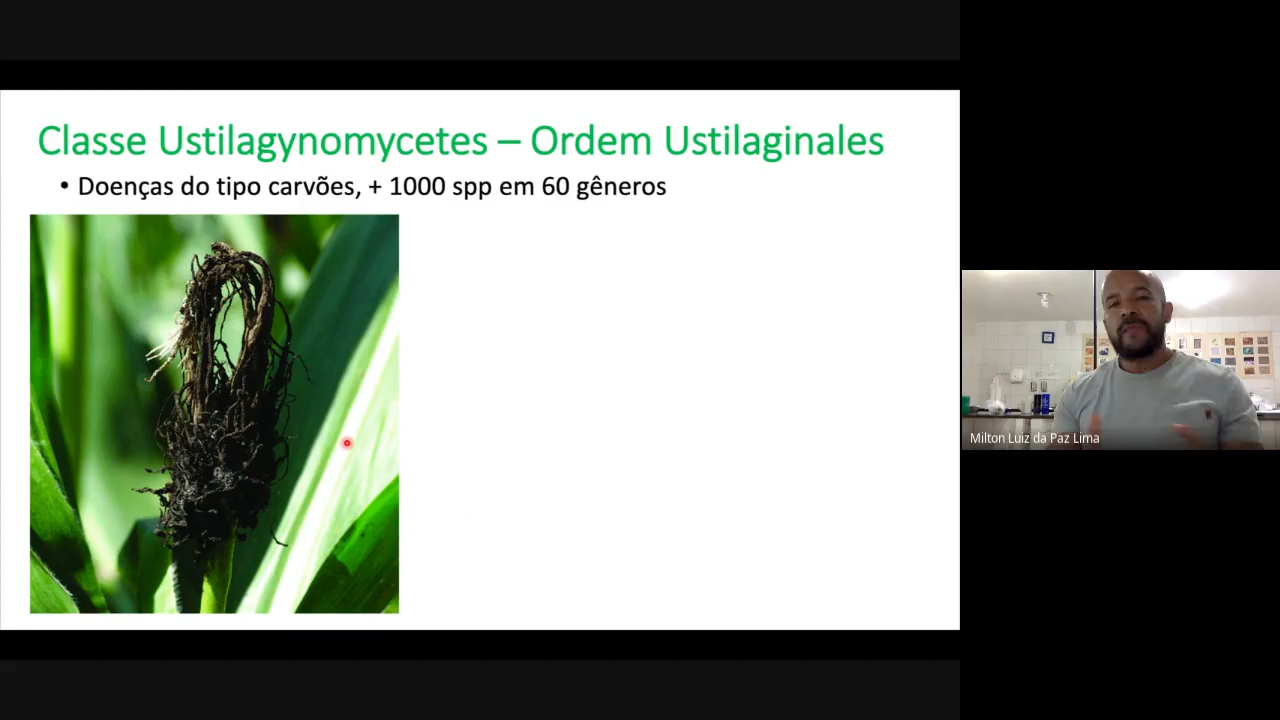 Classe Ustilagynomycetes – Ordem Ustilaginales
• Doenças do tipo carvões, + 1000 spp em 60 gêneros
Milton Luiz da Paz Lima